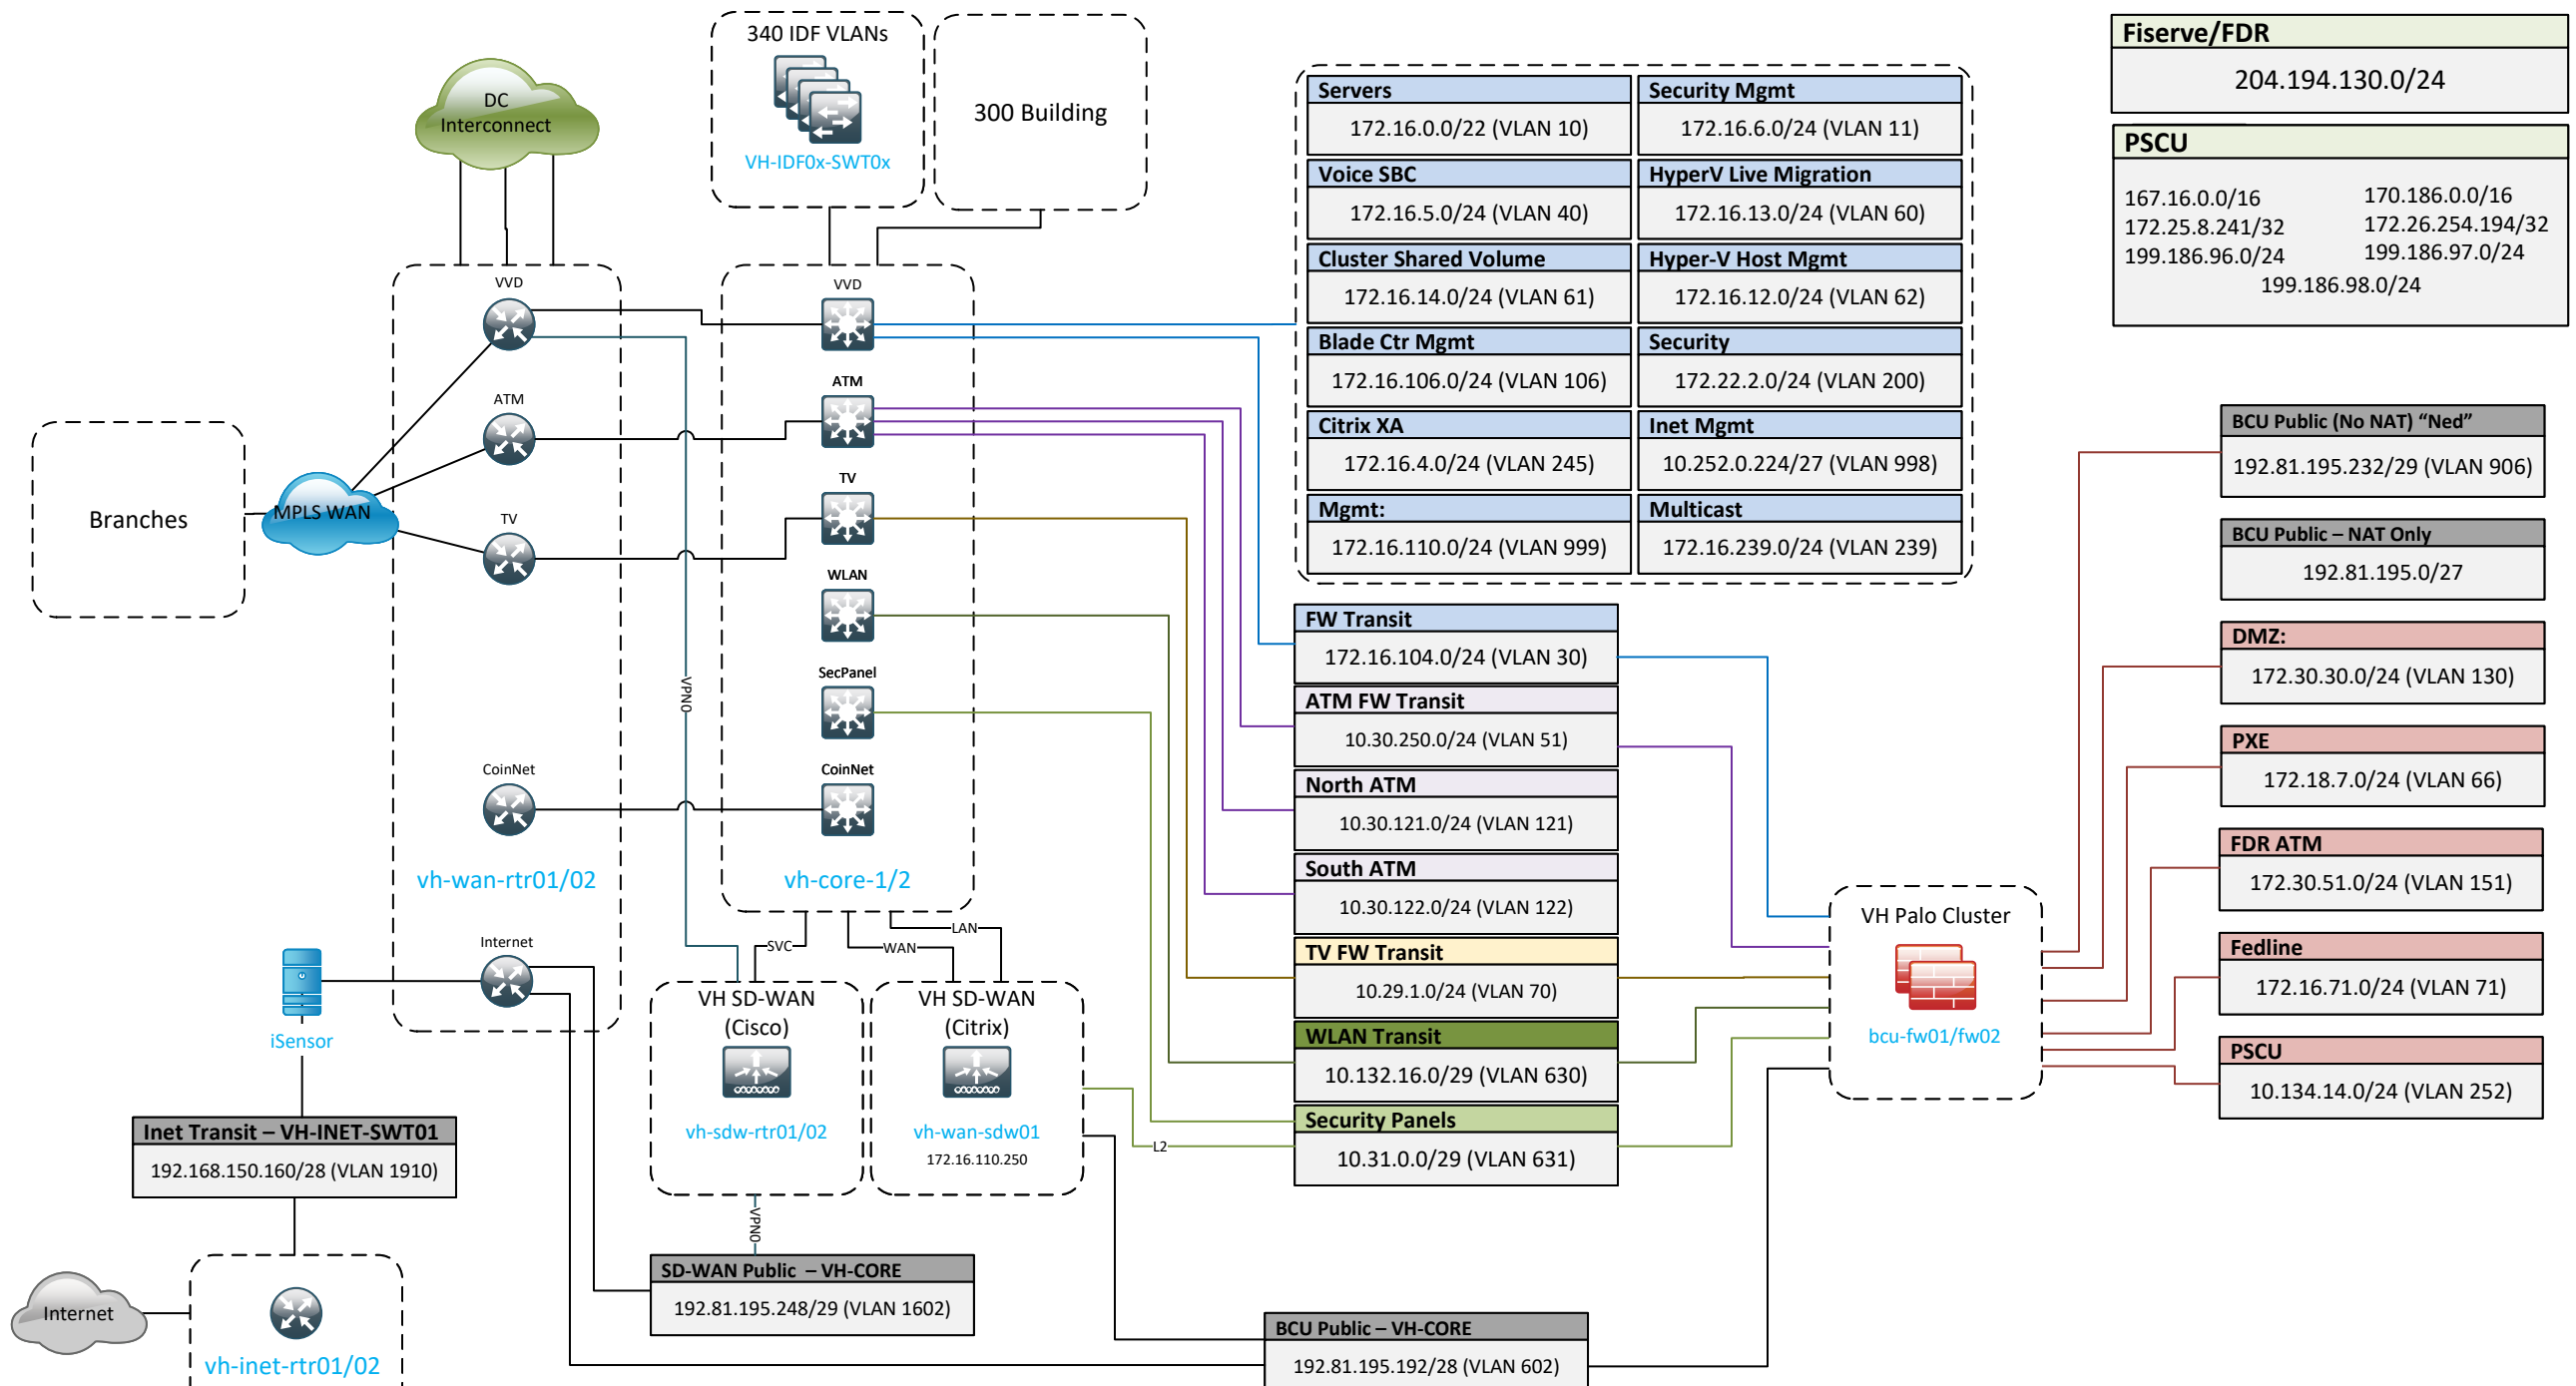 340 IDF VLANs
VH-IDF0x-SWT0x
300 Building
DC
Interconnect
Branches
MPLS WAN
VVD
ATM
TV
CoinNet
vh-wan-rtr01/02
Internet
VVD
ATM
TV
WLAN
SecPanel
CoinNet
vh-core-1/2
VPN0
SVC
WAN
LAN
iSensor
Inet Transit – VH-INET-SWT01
192.168.150.160/28 (VLAN 1910)
Internet
vh-inet-rtr01/02
VH SD-WAN
(Cisco)
vh-sdw-rtr01/02
VH SD-WAN
(Citrix)
vh-wan-sdw01
172.16.110.250
VPN0
L2
SD-WAN Public – VH-CORE
192.81.195.248/29 (VLAN 1602)
BCU Public – VH-CORE
192.81.195.192/28 (VLAN 602)
Servers
172.16.0.0/22 (VLAN 10)
Security Mgmt
172.16.6.0/24 (VLAN 11)
Voice SBC
172.16.5.0/24 (VLAN 40)
HyperV Live Migration
172.16.13.0/24 (VLAN 60)
Cluster Shared Volume
172.16.14.0/24 (VLAN 61)
Hyper-V Host Mgmt
172.16.12.0/24 (VLAN 62)
Blade Ctr Mgmt
172.16.106.0/24 (VLAN 106)
Security
172.22.2.0/24 (VLAN 200)
Citrix XA
172.16.4.0/24 (VLAN 245)
Inet Mgmt
10.252.0.224/27 (VLAN 998)
Mgmt:
172.16.110.0/24 (VLAN 999)
Multicast
172.16.239.0/24 (VLAN 239)
FW Transit
172.16.104.0/24 (VLAN 30)
ATM FW Transit
10.30.250.0/24 (VLAN 51)
North ATM
10.30.121.0/24 (VLAN 121)
South ATM
10.30.122.0/24 (VLAN 122)
TV FW Transit
10.29.1.0/24 (VLAN 70)
WLAN Transit
10.132.16.0/29 (VLAN 630)
Security Panels
10.31.0.0/29 (VLAN 631)
VH Palo Cluster
bcu-fw01/fw02
Fiserve/FDR
204.194.130.0/24
PSCU
167.16.0.0/16
170.186.0.0/16
172.25.8.241/32
172.26.254.194/32
199.186.96.0/24
199.186.97.0/24
199.186.98.0/24
BCU Public (No NAT) “Ned”
192.81.195.232/29 (VLAN 906)
BCU Public – NAT Only
192.81.195.0/27
DMZ:
172.30.30.0/24 (VLAN 130)
PXE
172.18.7.0/24 (VLAN 66)
FDR ATM
172.30.51.0/24 (VLAN 151)
Fedline
172.16.71.0/24 (VLAN 71)
PSCU
10.134.14.0/24 (VLAN 252)